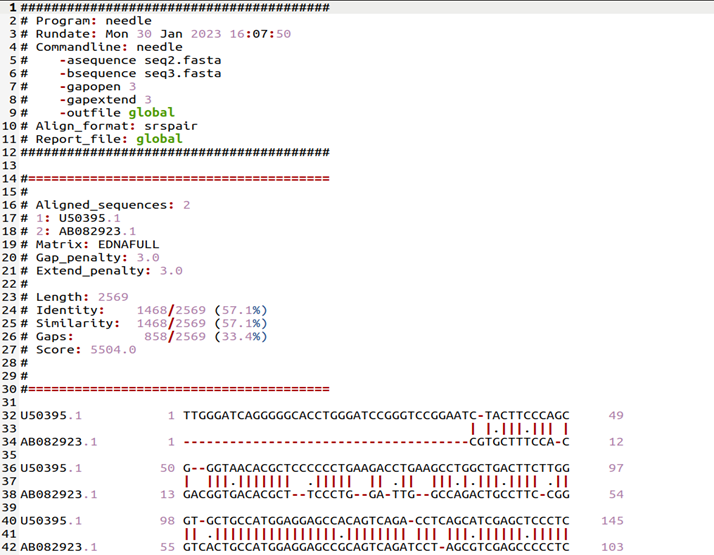 1 ########################################
2 # Program: needle
3 # Rundate: Mon 30 Jan 2023 16:07:50
4 # Commandline: needle
5 #    -asequence seq2.fasta
6 #    -bsequence seq3.fasta
7 #    -gapopen 3
8 #    -gapextend 3
9 #    -outfile global
10 # Align_format: srspair
11 # Report_file: global
12 ########################################
13
14 #=======================================
15 #
16 # Aligned_sequences: 2
17 # 1: U50395.1
18 # 2: AB082923.1
19 # Matrix: EDNAFULL
20 # Gap_penalty: 3.0
21 # Extend_penalty: 3.0
22 #
23 # Length: 2569
24 # Identity:    1468/2569 (57.1%)
25 # Similarity:  1468/2569 (57.1%)
26 # Gaps:         858/2569 (33.4%)
27 # Score: 5504.0
28 #
29 #
30 #=======================================
31
32 U50395.1           1 TTGGGATCAGGGGGCACCTGGGATCCGGGTCCGGAATC-TACTTCCCAGC     49
33                                                           | |.|||.||| |
34 AB082923.1         1 -------------------------------------CGTGCTTTCCA-C     12
35
36 U50395.1          50 G--GGTAACACGCTCCCCCCTGAAGACCTGAAGCCTGGCTGACTTCTTGG     97
37                      |  |||.|||||||  .|||||  || .||  |||.|.|||.|||| .||
38 AB082923.1        13 GACGGTGACACGCT--TCCCTG--GA-TTG--GCCAGACTGCCTTC-CGG     54
39
40 U50395.1          98 GT-GCTGCCATGGAGGAGCCACAGTCAGA-CCTCAGCATCGAGCTCCCTC    145
41                      || .||||||||||||||||.|||||||| ||| |||.||||||.|||||
42 AB082923.1        55 GTCACTGCCATGGAGGAGCCGCAGTCAGATCCT-AGCGTCGAGCCCCCTC    103